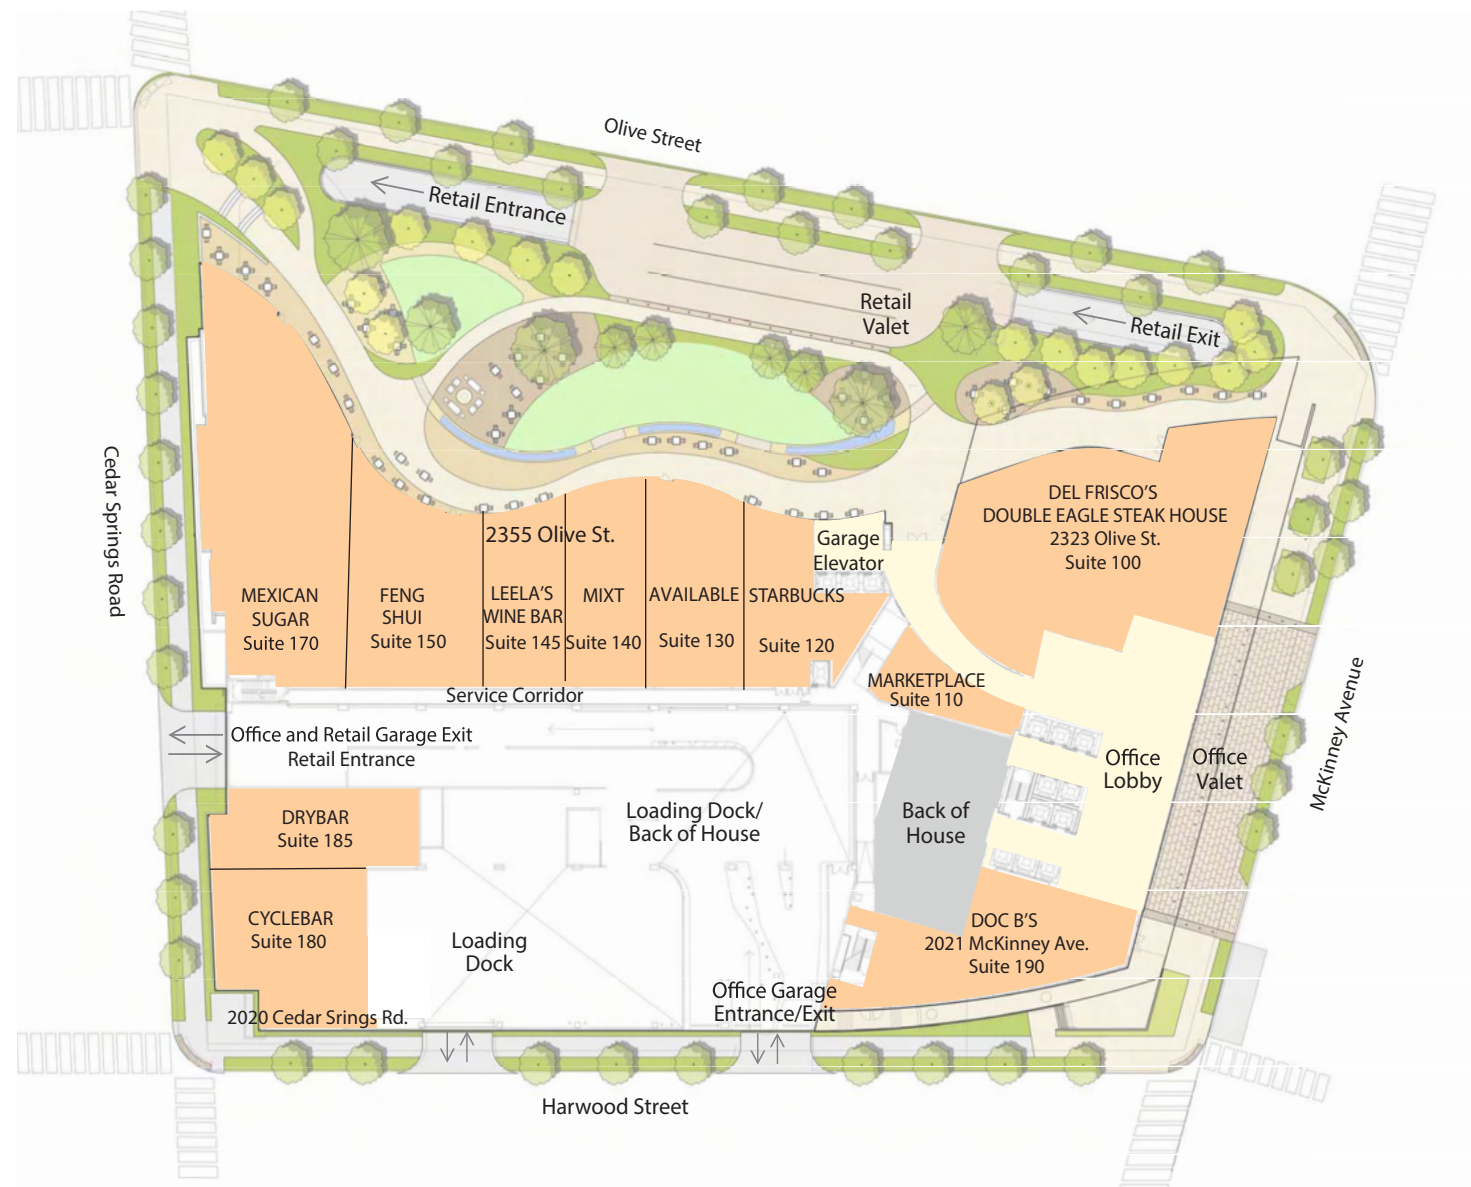 Olive Street
Retail Entrance
Retail
Valet
Retail Exit
Cedar Springs Road
DEL FRISCO'S
DOUBLE EAGLE STEAK HOUSE
2323 Olive St.
Suite 100
2355 Olive St.
Garage
Elevator
MEXICAN
SUGAR
Suite 170
FENG
SHUI
Suite 150
LEELA'S
WINE BAR
Suite 145
MIXT
Suite 140
AVAILABLE
Suite 130
STARBUCKS
Suite 120
MARKETPLACE
Suite 110
Service Corridor
Office and Retail Garage Exit
Retail Entrance
Office
Lobby
Office
Valet
McKinney Avenue
DRYBAR
Suite 185
Loading Dock/
Back of House
Back of
House
CYCLEBAR
Suite 180
Loading
Dock
DOC B'S
2021 McKinney Ave.
Suite 190
Office Garage
Entrance/Exit
2020 Cedar Srings Rd.
Harwood Street